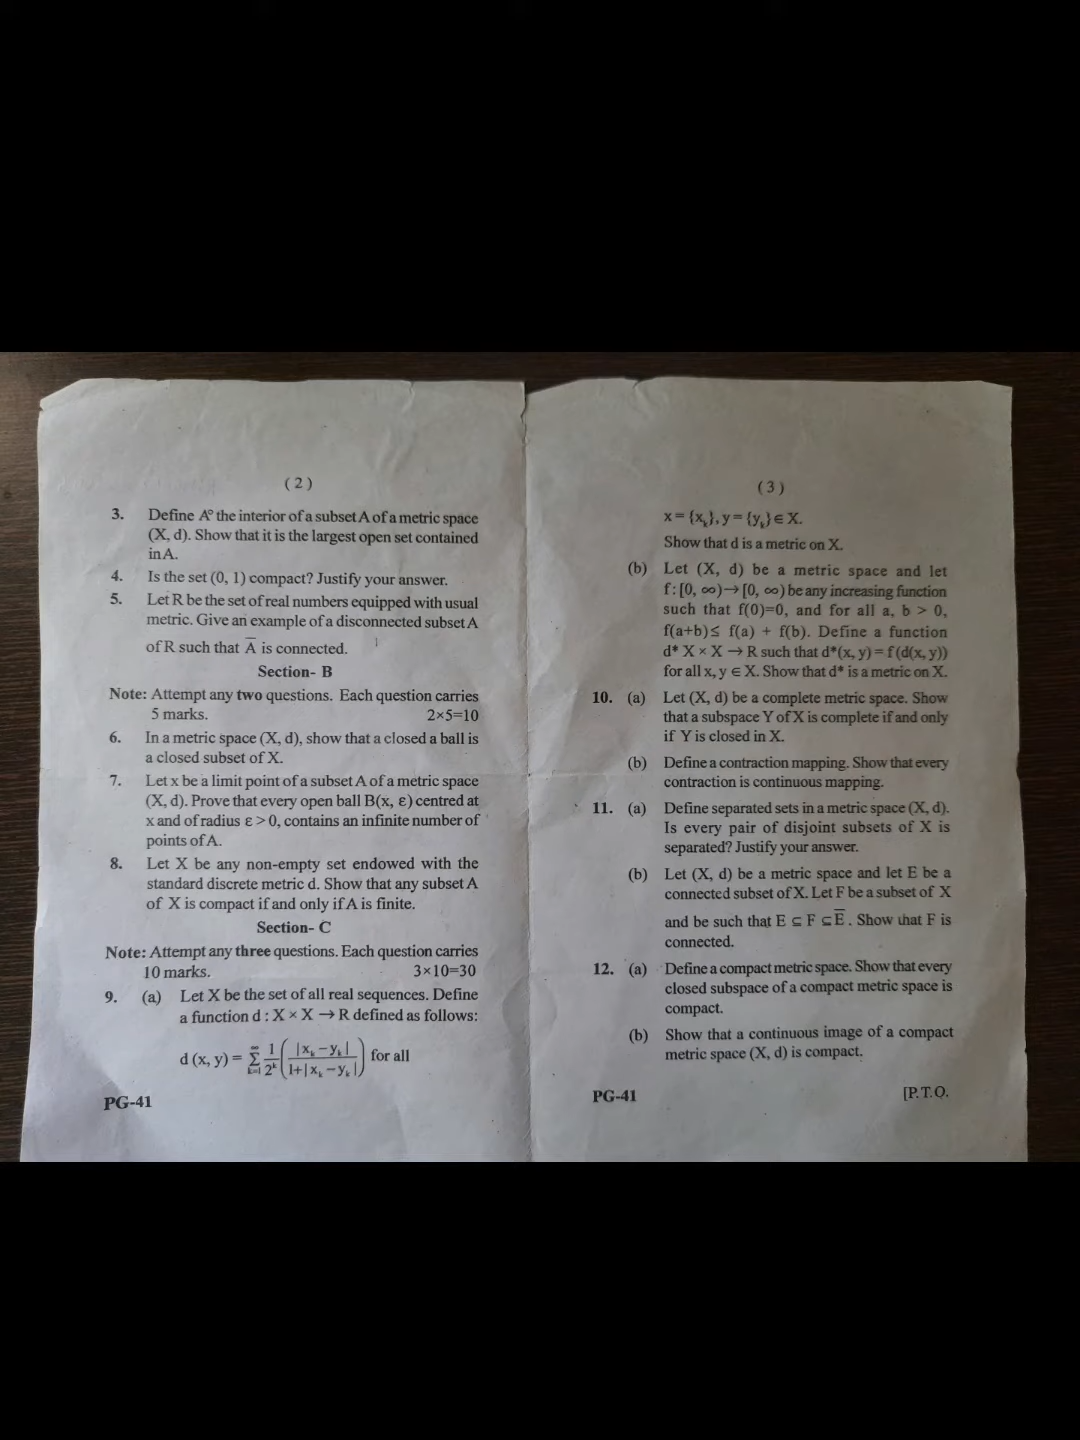 (2)
3. Define A° the interior of a subset A of a metric space
(X, d). Show that it is the largest open set contained
in A.
4. Is the set (0, 1) compact? Justify your answer.
5. Let R be the set of real numbers equipped with usual
metric. Give an example of a disconnected subset A
of R such that A̅ is connected.
Section- B
Note: Attempt any two questions. Each question carries
5 marks. 2×5=10
6. In a metric space (X, d), show that a closed a ball is
a closed subset of X.
7. Let x be a limit point of a subset A of a metric space
(X, d). Prove that every open ball B(x, ε) centred at
x and of radius ε > 0, contains an infinite number of
points of A.
8. Let X be any non-empty set endowed with the
standard discrete metric d. Show that any subset A
of X is compact if and only if A is finite.
Section- C
Note: Attempt any three questions. Each question carries
10 marks. 3×10=30
9. (a) Let X be the set of all real sequences. Define
a function d : X × X → R defined as follows:
d (x, y) = ∑_{k=1}^{∞} 1/2^k ( |x_k − y_k| / 1+|x_k − y_k| ) for all
PG-41
(3)
x = {x_k}, y = {y_k} ∈ X.
Show that d is a metric on X.
(b) Let (X, d) be a metric space and let
f : [0, ∞) → [0, ∞) be any increasing function
such that f(0)=0, and for all a, b > 0,
f(a+b) ≤ f(a) + f(b). Define a function
d* X × X → R such that d*(x, y) = f (d(x, y))
for all x, y ∈ X. Show that d* is a metric on X.
10. (a) Let (X, d) be a complete metric space. Show
that a subspace Y of X is complete if and only
if Y is closed in X.
(b) Define a contraction mapping. Show that every
contraction is continuous mapping.
11. (a) Define separated sets in a metric space (X, d).
Is every pair of disjoint subsets of X is
separated? Justify your answer.
(b) Let (X, d) be a metric space and let E be a
connected subset of X. Let F be a subset of X
and be such that E ⊆ F ⊆ E̅. Show that F is
connected.
12. (a) Define a compact metric space. Show that every
closed subspace of a compact metric space is
compact.
(b) Show that a continuous image of a compact
metric space (X, d) is compact.
PG-41 [P.T.O.